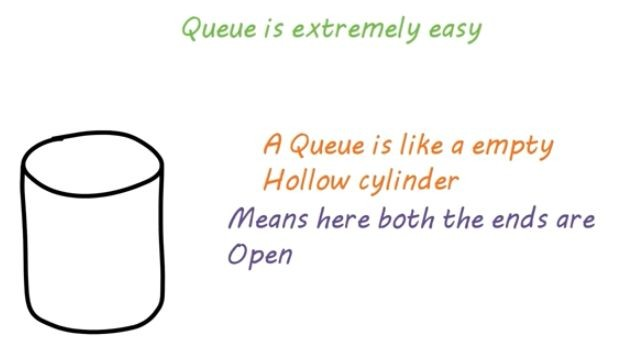 Queue is extremely easy
A Queue is like a empty
Hollow cylinder
Means here both the ends are
Open